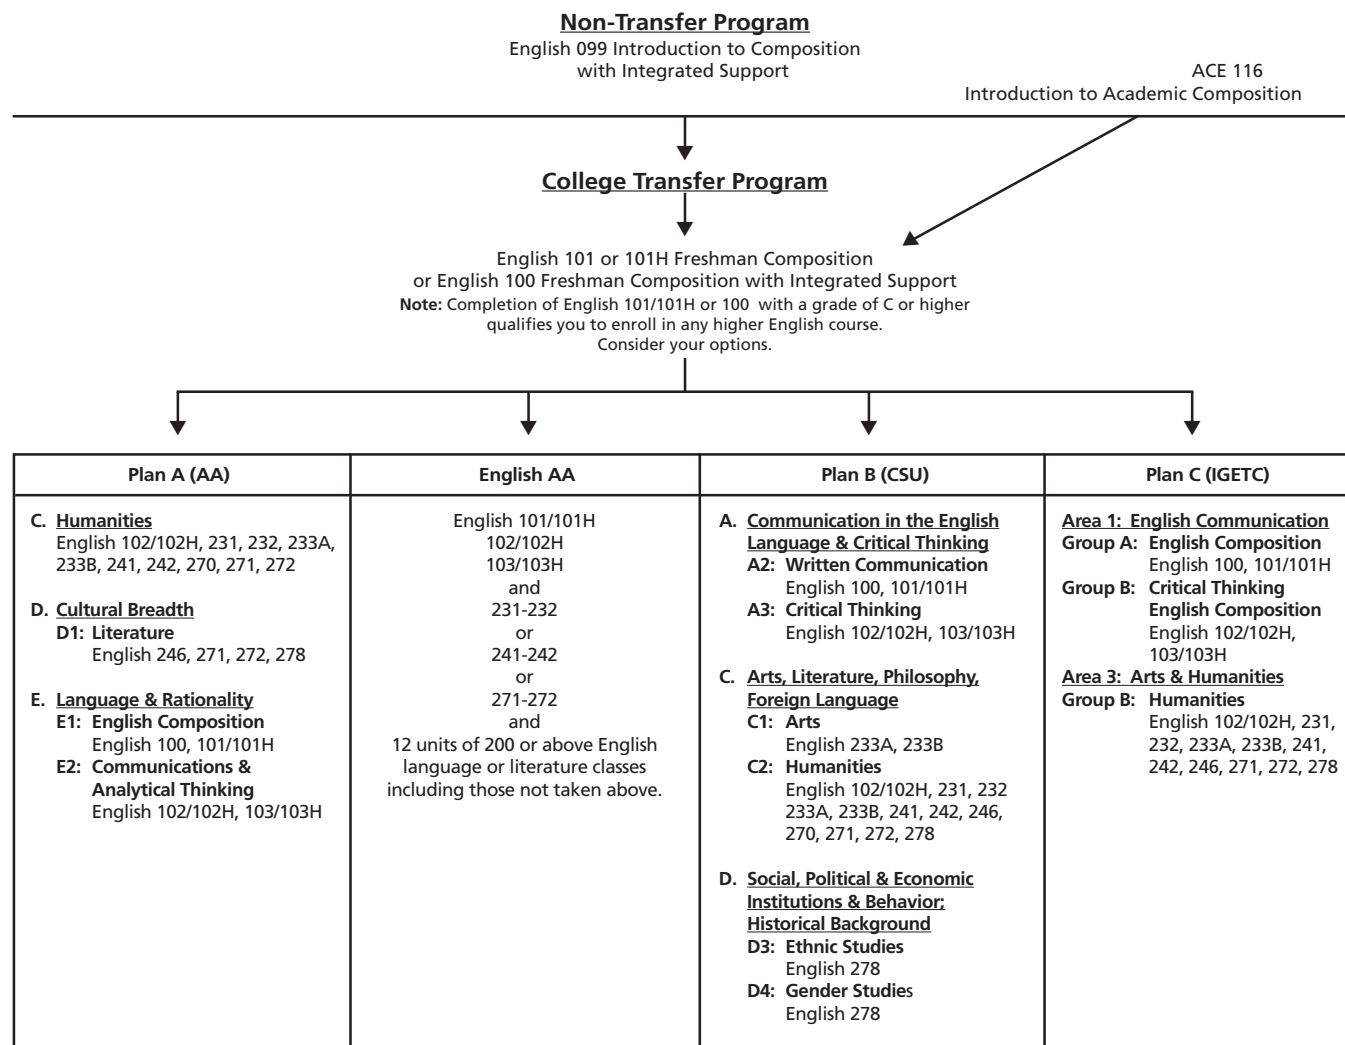 Non-Transfer Program
English 099 Introduction to Composition
with Integrated Support
ACE 116
Introduction to Academic Composition
College Transfer Program
English 101 or 101H Freshman Composition
or English 100 Freshman Composition with Integrated Support
Note: Completion of English 101/101H or 100 with a grade of C or higher
qualifies you to enroll in any higher English course.
Consider your options.
Plan A (AA)
C. Humanities
English 102/102H, 231, 232, 233A,
233B, 241, 242, 270, 271, 272
D. Cultural Breadth
D1: Literature
English 246, 271, 272, 278
E. Language & Rationality
E1: English Composition
English 100, 101/101H
E2: Communications &
Analytical Thinking
English 102/102H, 103/103H
English AA
English 101/101H
102/102H
103/103H
and
231-232
or
241-242
or
271-272
and
12 units of 200 or above English
language or literature classes
including those not taken above.
Plan B (CSU)
A. Communication in the English
Language & Critical Thinking
A2: Written Communication
English 100, 101/101H
A3: Critical Thinking
English 102/102H, 103/103H
C. Arts, Literature, Philosophy,
Foreign Language
C1: Arts
English 233A, 233B
C2: Humanities
English 102/102H, 231, 232
233A, 233B, 241, 242, 246,
270, 271, 272, 278
D. Social, Political & Economic
Institutions & Behavior;
Historical Background
D3: Ethnic Studies
English 278
D4: Gender Studies
English 278
Plan C (IGETC)
Area 1: English Communication
Group A: English Composition
English 100, 101/101H
Group B: Critical Thinking
English Composition
English 102/102H,
103/103H
Area 3: Arts & Humanities
Group B: Humanities
English 102/102H, 231,
232, 233A, 233B, 241,
242, 246, 271, 272, 278